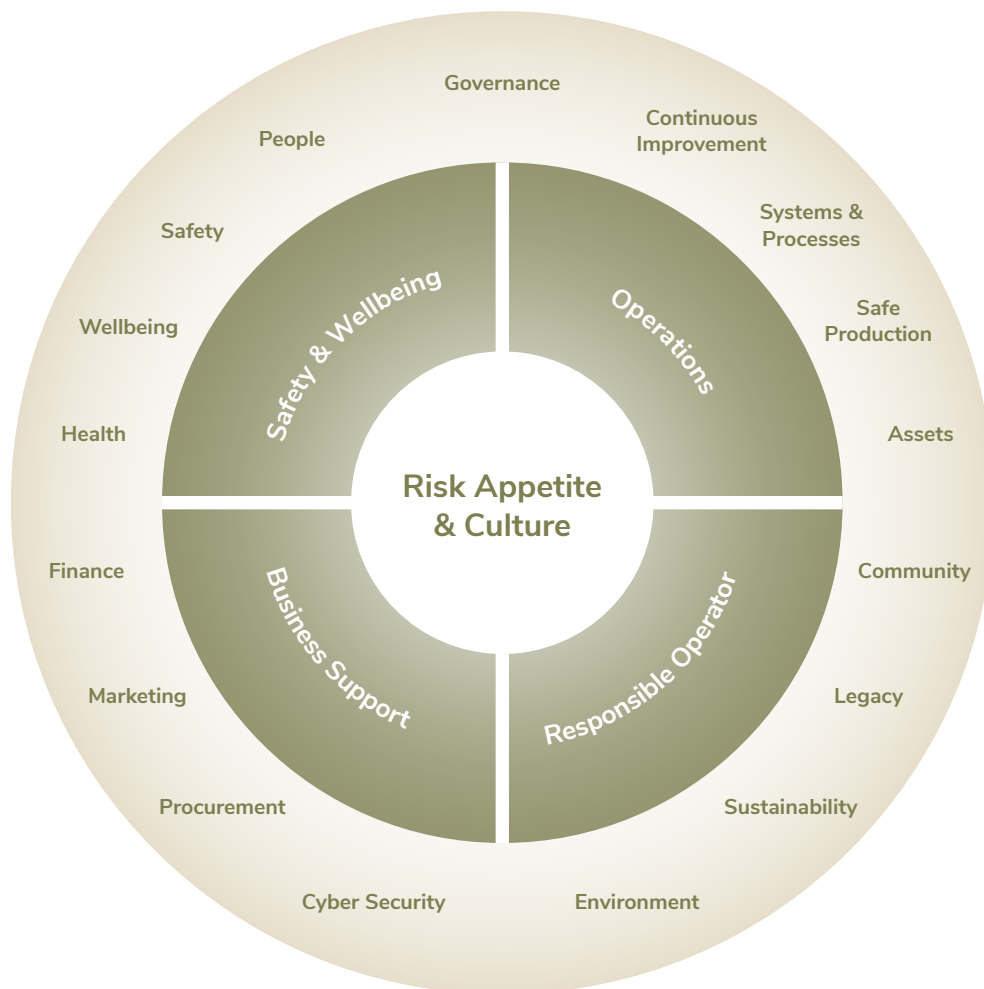 Governance
Continuous
Improvement
People
Systems &
Processes
Safety
Safe
Production
Wellbeing
Safety & Wellbeing
Operations
Health
Assets
Risk Appetite
& Culture
Finance
Community
Business Support
Responsible Operator
Marketing
Legacy
Procurement
Sustainability
Cyber Security
Environment